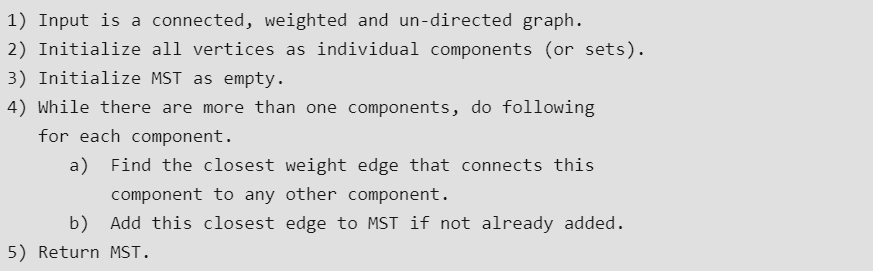 1) Input is a connected, weighted and un-directed graph.
2) Initialize all vertices as individual components (or sets).
3) Initialize MST as empty.
4) While there are more than one components, do following
for each component.
a) Find the closest weight edge that connects this
component to any other component.
b) Add this closest edge to MST if not already added.
5) Return MST.